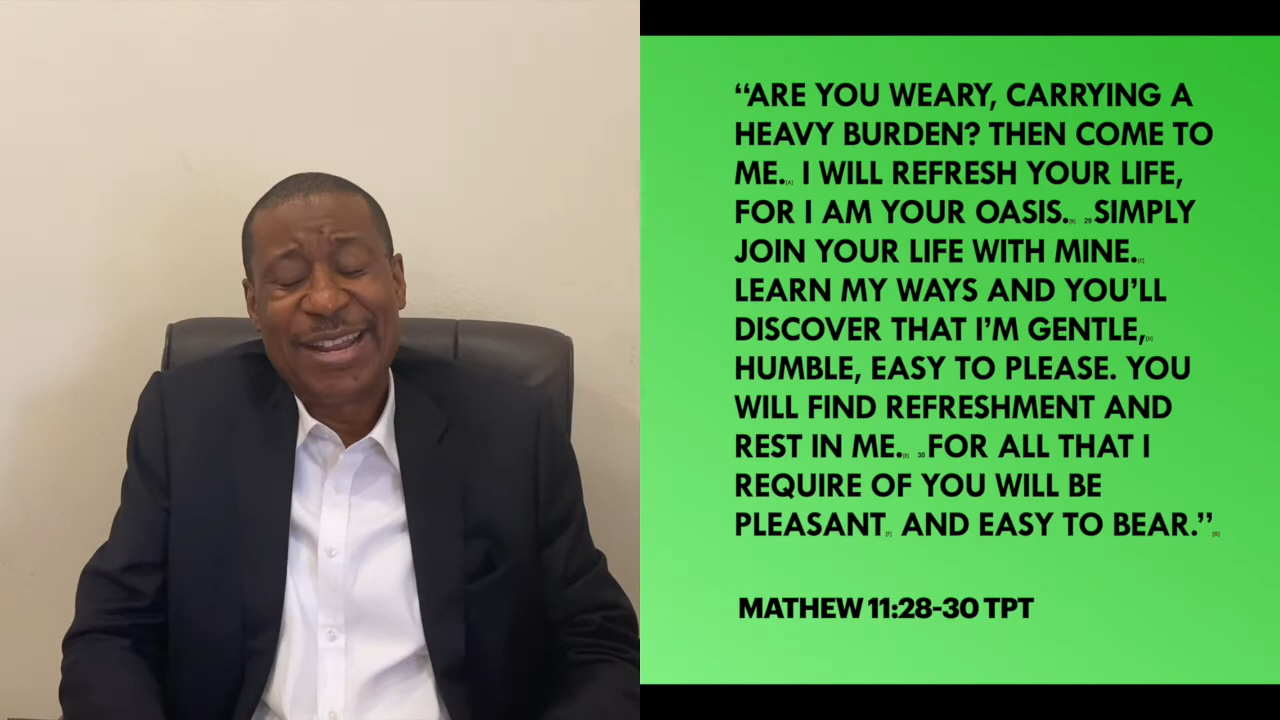 “ARE YOU WEARY, CARRYING A
HEAVY BURDEN? THEN COME TO
ME.[A] I WILL REFRESH YOUR LIFE,
FOR I AM YOUR OASIS.[B] 29 SIMPLY
JOIN YOUR LIFE WITH MINE.[C]
LEARN MY WAYS AND YOU’LL
DISCOVER THAT I’M GENTLE,[D]
HUMBLE, EASY TO PLEASE. YOU
WILL FIND REFRESHMENT AND
REST IN ME.[E] 30 FOR ALL THAT I
REQUIRE OF YOU WILL BE
PLEASANT[F] AND EASY TO BEAR.”[G]
MATHEW 11:28-30 TPT